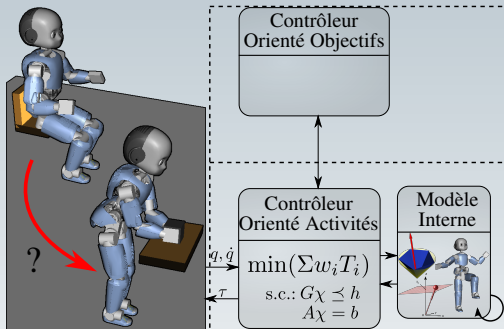 Contrôleur
Orienté Objectifs
Contrôleur
Orienté Activités
min(Σw_iT_i)
s.c.: Gχ ⪯ h
Aχ = b
Modèle
Interne
q, q̇
τ
?